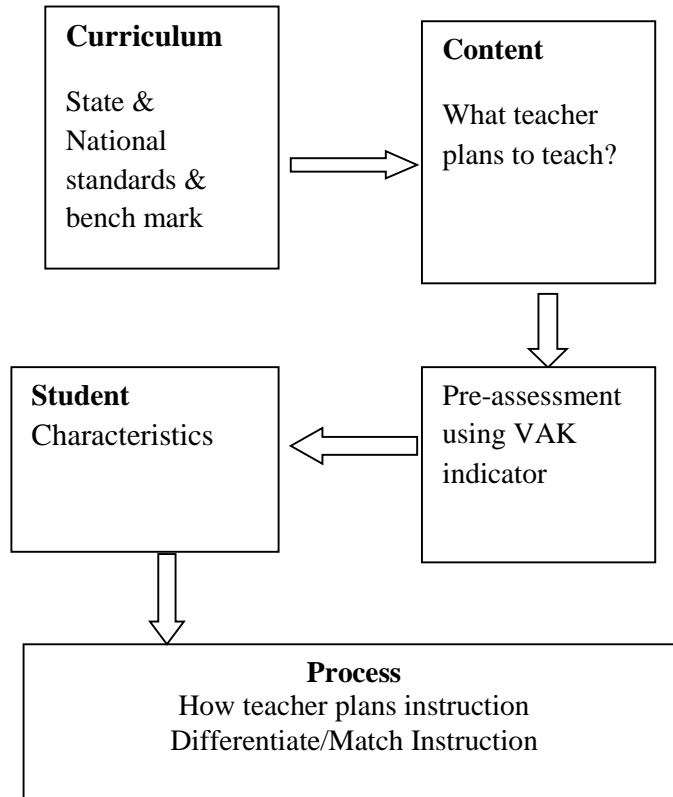 Curriculum
State &
National
standards &
bench mark
Content
What teacher
plans to teach?
Pre-assessment
using VAK
indicator
Student
Characteristics
Process
How teacher plans instruction
Differentiate/Match Instruction